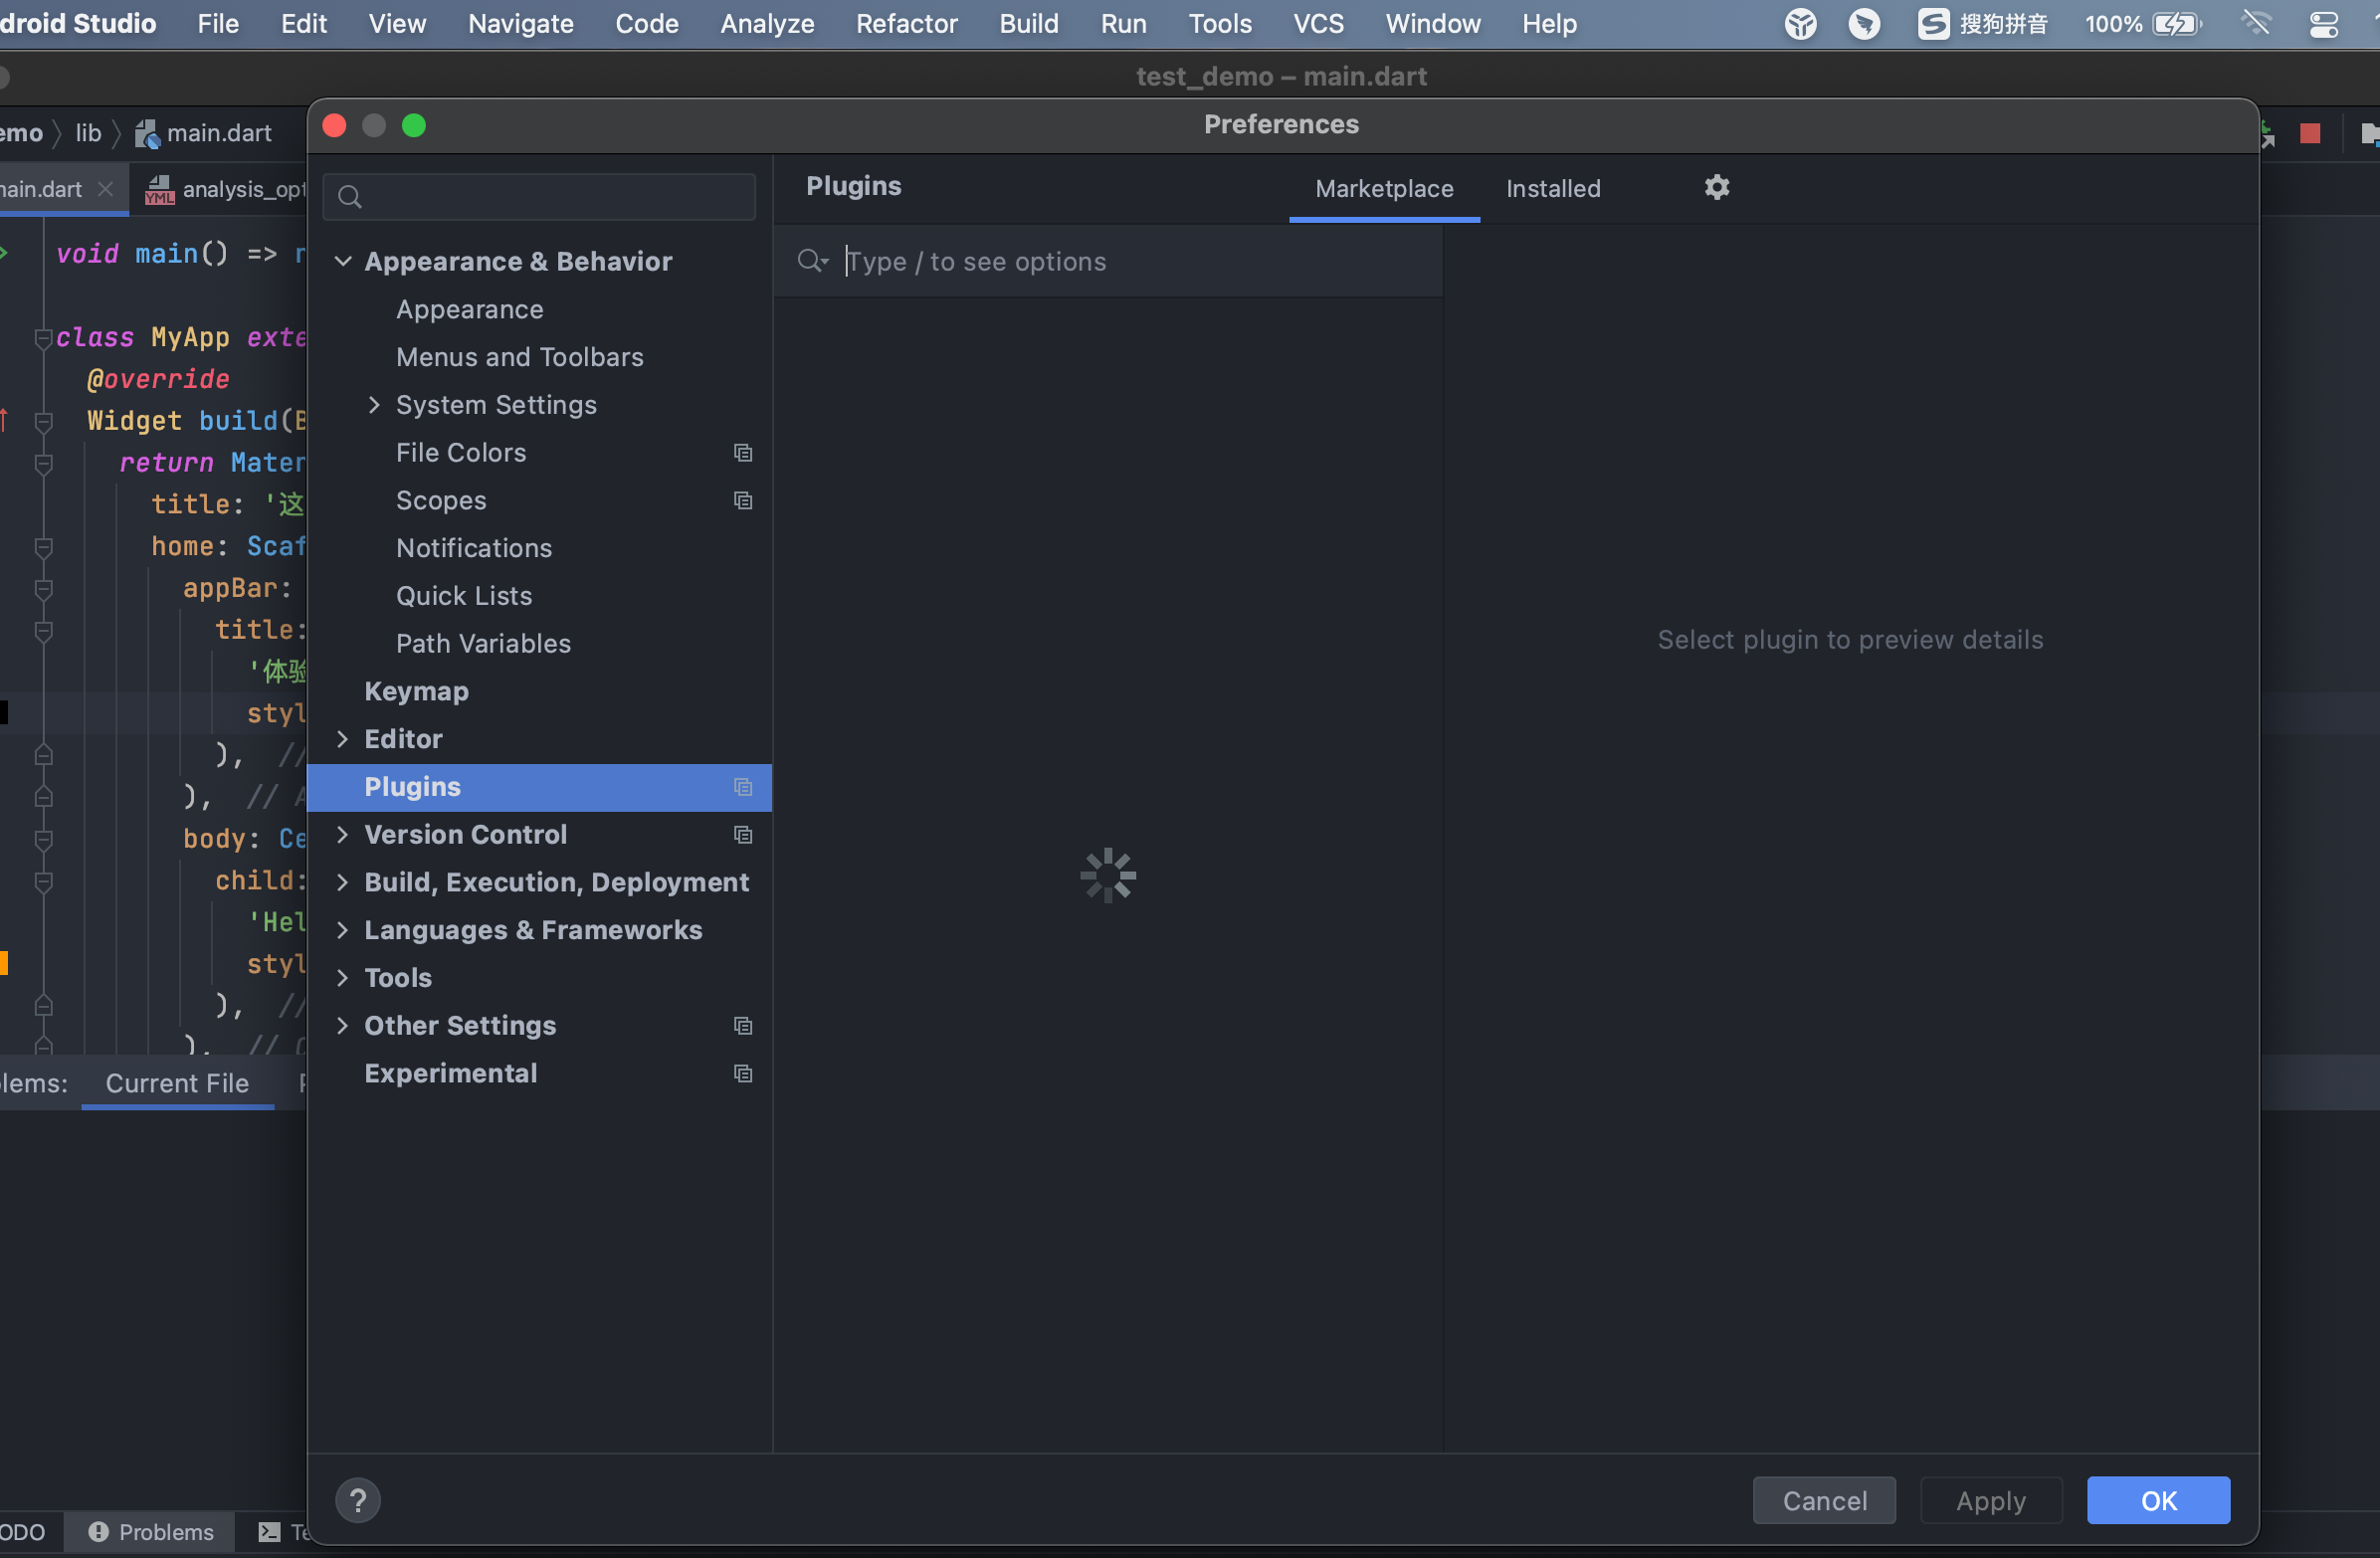 droid Studio File Edit View Navigate Code Analyze Refactor Build Run Tools VCS Window Help 搜狗拼音 100%
test_demo – main.dart
emo lib main.dart
Preferences
main.dart analysis_opt
Plugins Marketplace Installed
Type / to see options
Appearance & Behavior
Appearance
Menus and Toolbars
System Settings
File Colors
Scopes
Notifications
Quick Lists
Path Variables
Keymap
Editor
Plugins
Version Control
Build, Execution, Deployment
Languages & Frameworks
Tools
Other Settings
Experimental
Select plugin to preview details
void main() => r
class MyApp exte
@override
Widget build(B
return Mater
title: '这
home: Scaf
appBar:
title:
'体验
styl
), //
), // A
body: Ce
child:
'Hel
styl
), //
), // C
lems: Current File
? Cancel Apply OK
ODO Problems Te